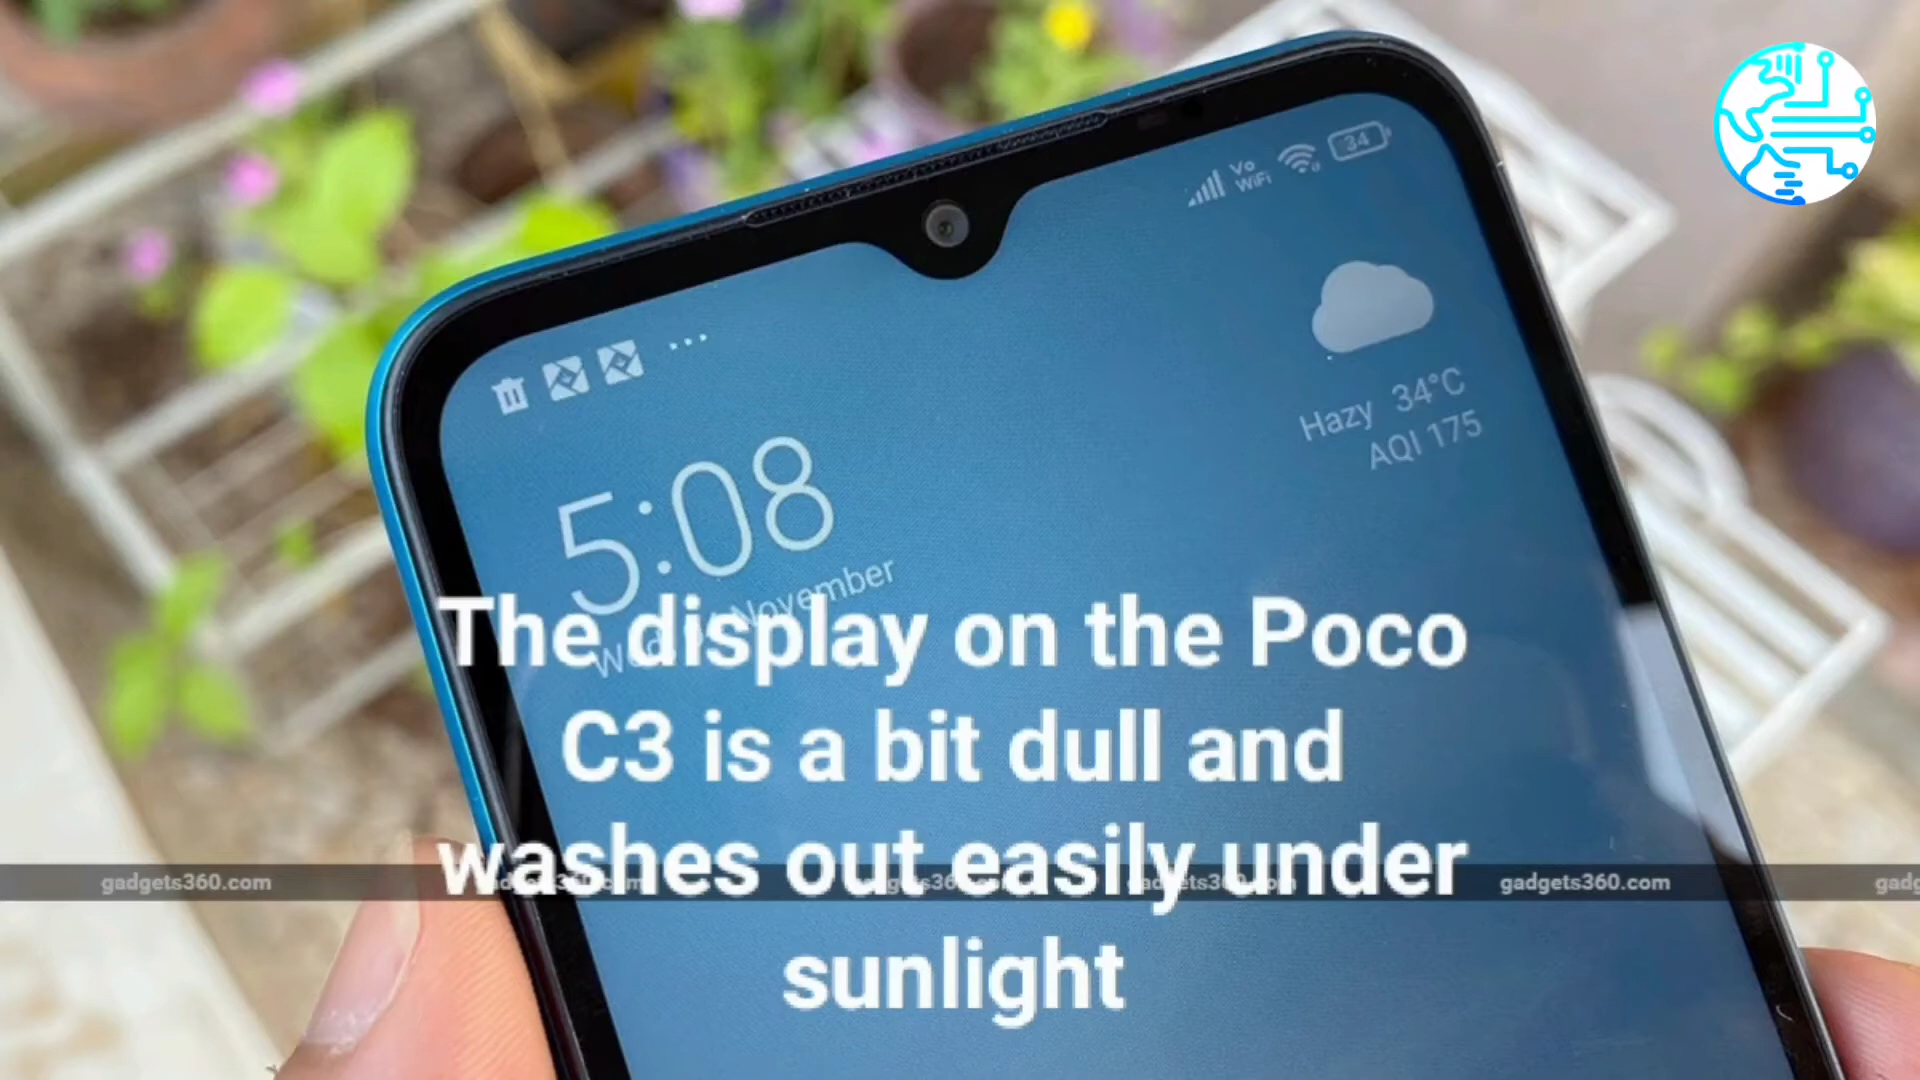 Vo
WiFi
34
Hazy 34°C
AQI 175
5:08
November
The display on the Poco
C3 is a bit dull and
washes out easily under
sunlight
gadgets360.com
gadgets360.com